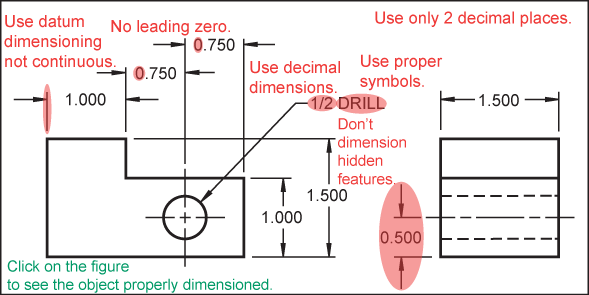 Use datum
dimensioning
not continuous.
No leading zero.
0.750
0.750
1.000
Use decimal
dimensions.
1/2 DRILL
Don't
dimension
hidden
features.
1.000
1.500
Use only 2 decimal places.
Use proper
symbols.
1.500
0.500
Click on the figure
to see the object properly dimensioned.